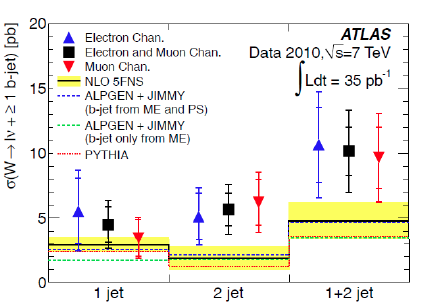 σ(W → lν + ≥ 1 b-jet) [pb]
20
15
10
5
0
Electron Chan.
Electron and Muon Chan.
Muon Chan.
NLO 5FNS
ALPGEN + JIMMY
(b-jet from ME and PS)
ALPGEN + JIMMY
(b-jet only from ME)
PYTHIA
ATLAS
Data 2010,√s=7 TeV
∫Ldt = 35 pb⁻¹
1 jet
2 jet
1+2 jet